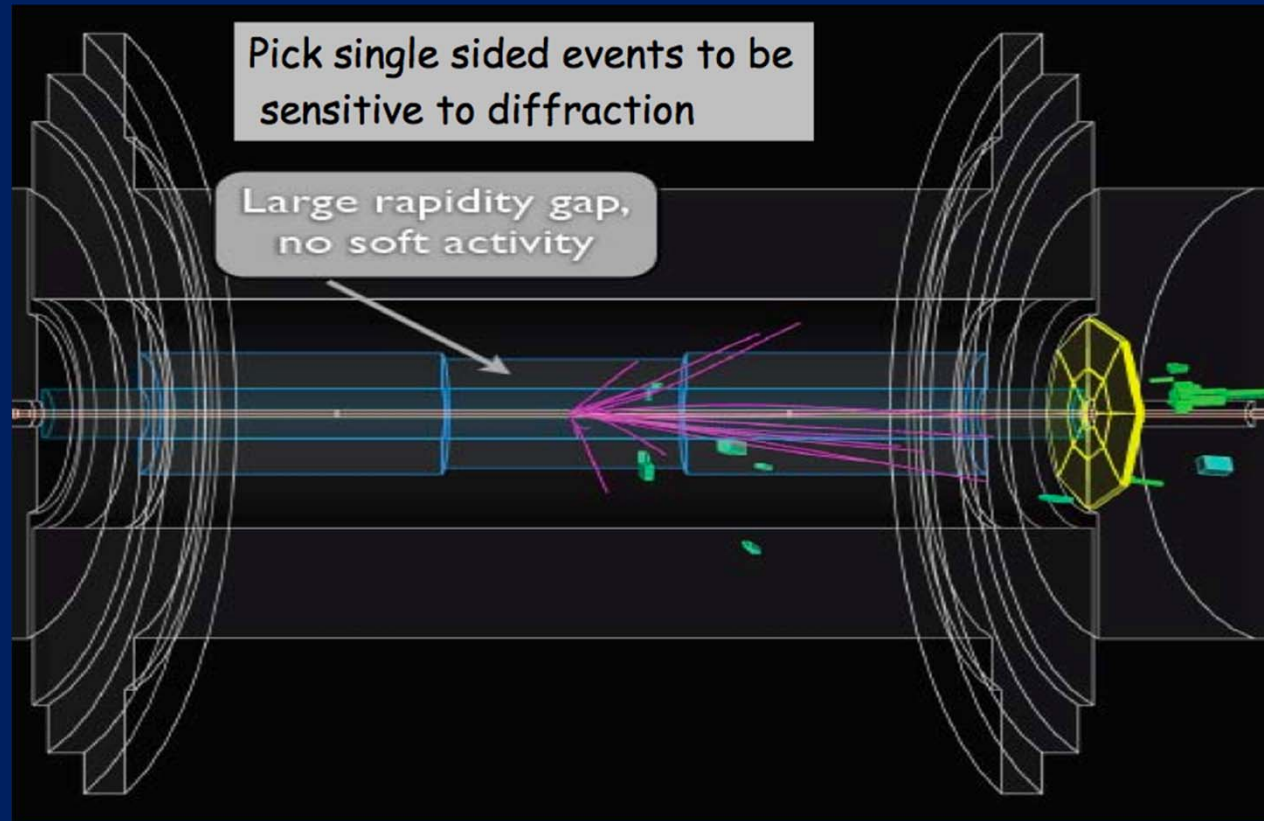 Pick single sided events to be
sensitive to diffraction
Large rapidity gap,
no soft activity